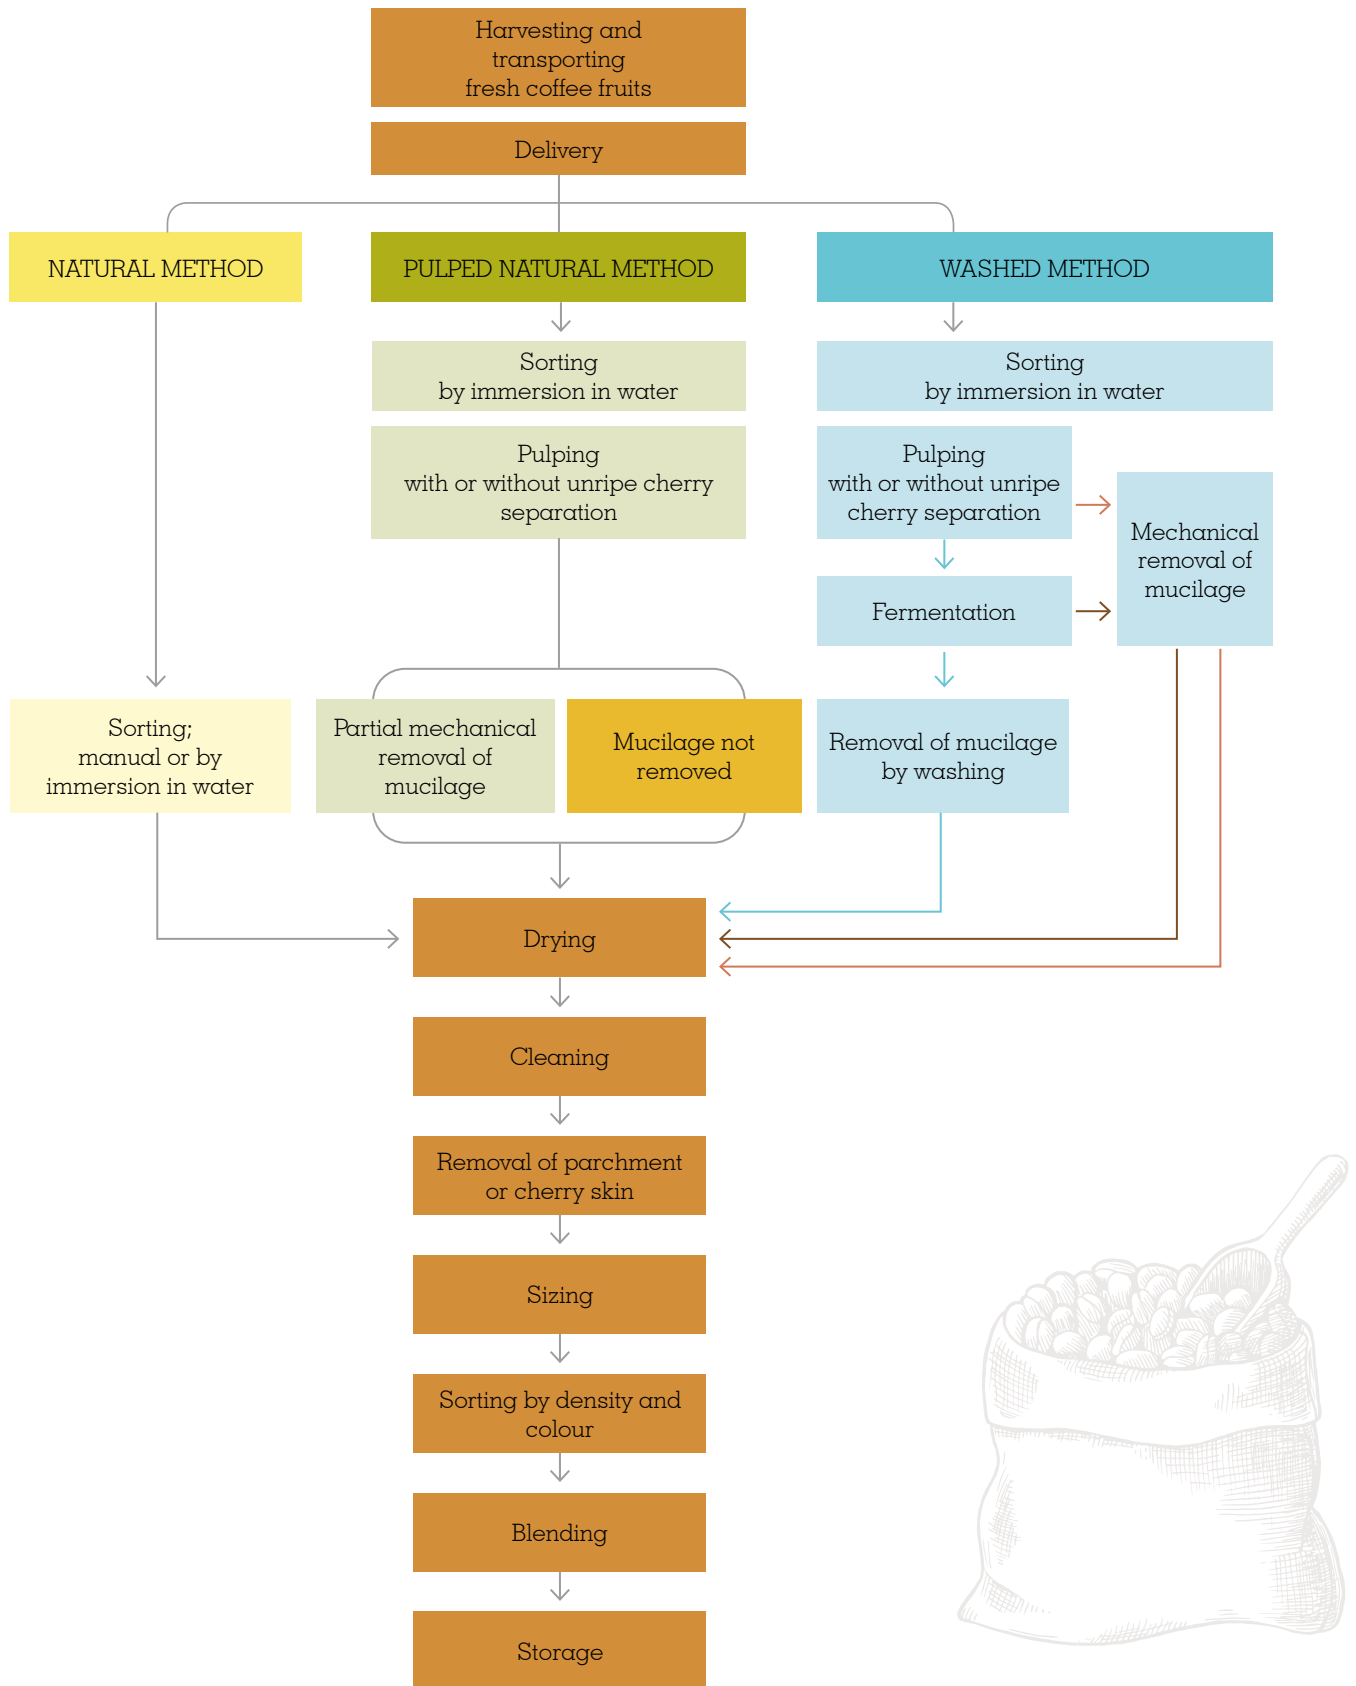 Harvesting and
transporting
fresh coffee fruits
Delivery
NATURAL METHOD
PULPED NATURAL METHOD
WASHED METHOD
Sorting
by immersion in water
Sorting
by immersion in water
Pulping
with or without unripe cherry
separation
Pulping
with or without unripe
cherry separation
Mechanical
removal of
mucilage
Fermentation
Sorting;
manual or by
immersion in water
Partial mechanical
removal of
mucilage
Mucilage not
removed
Removal of mucilage
by washing
Drying
Cleaning
Removal of parchment
or cherry skin
Sizing
Sorting by density and
colour
Blending
Storage